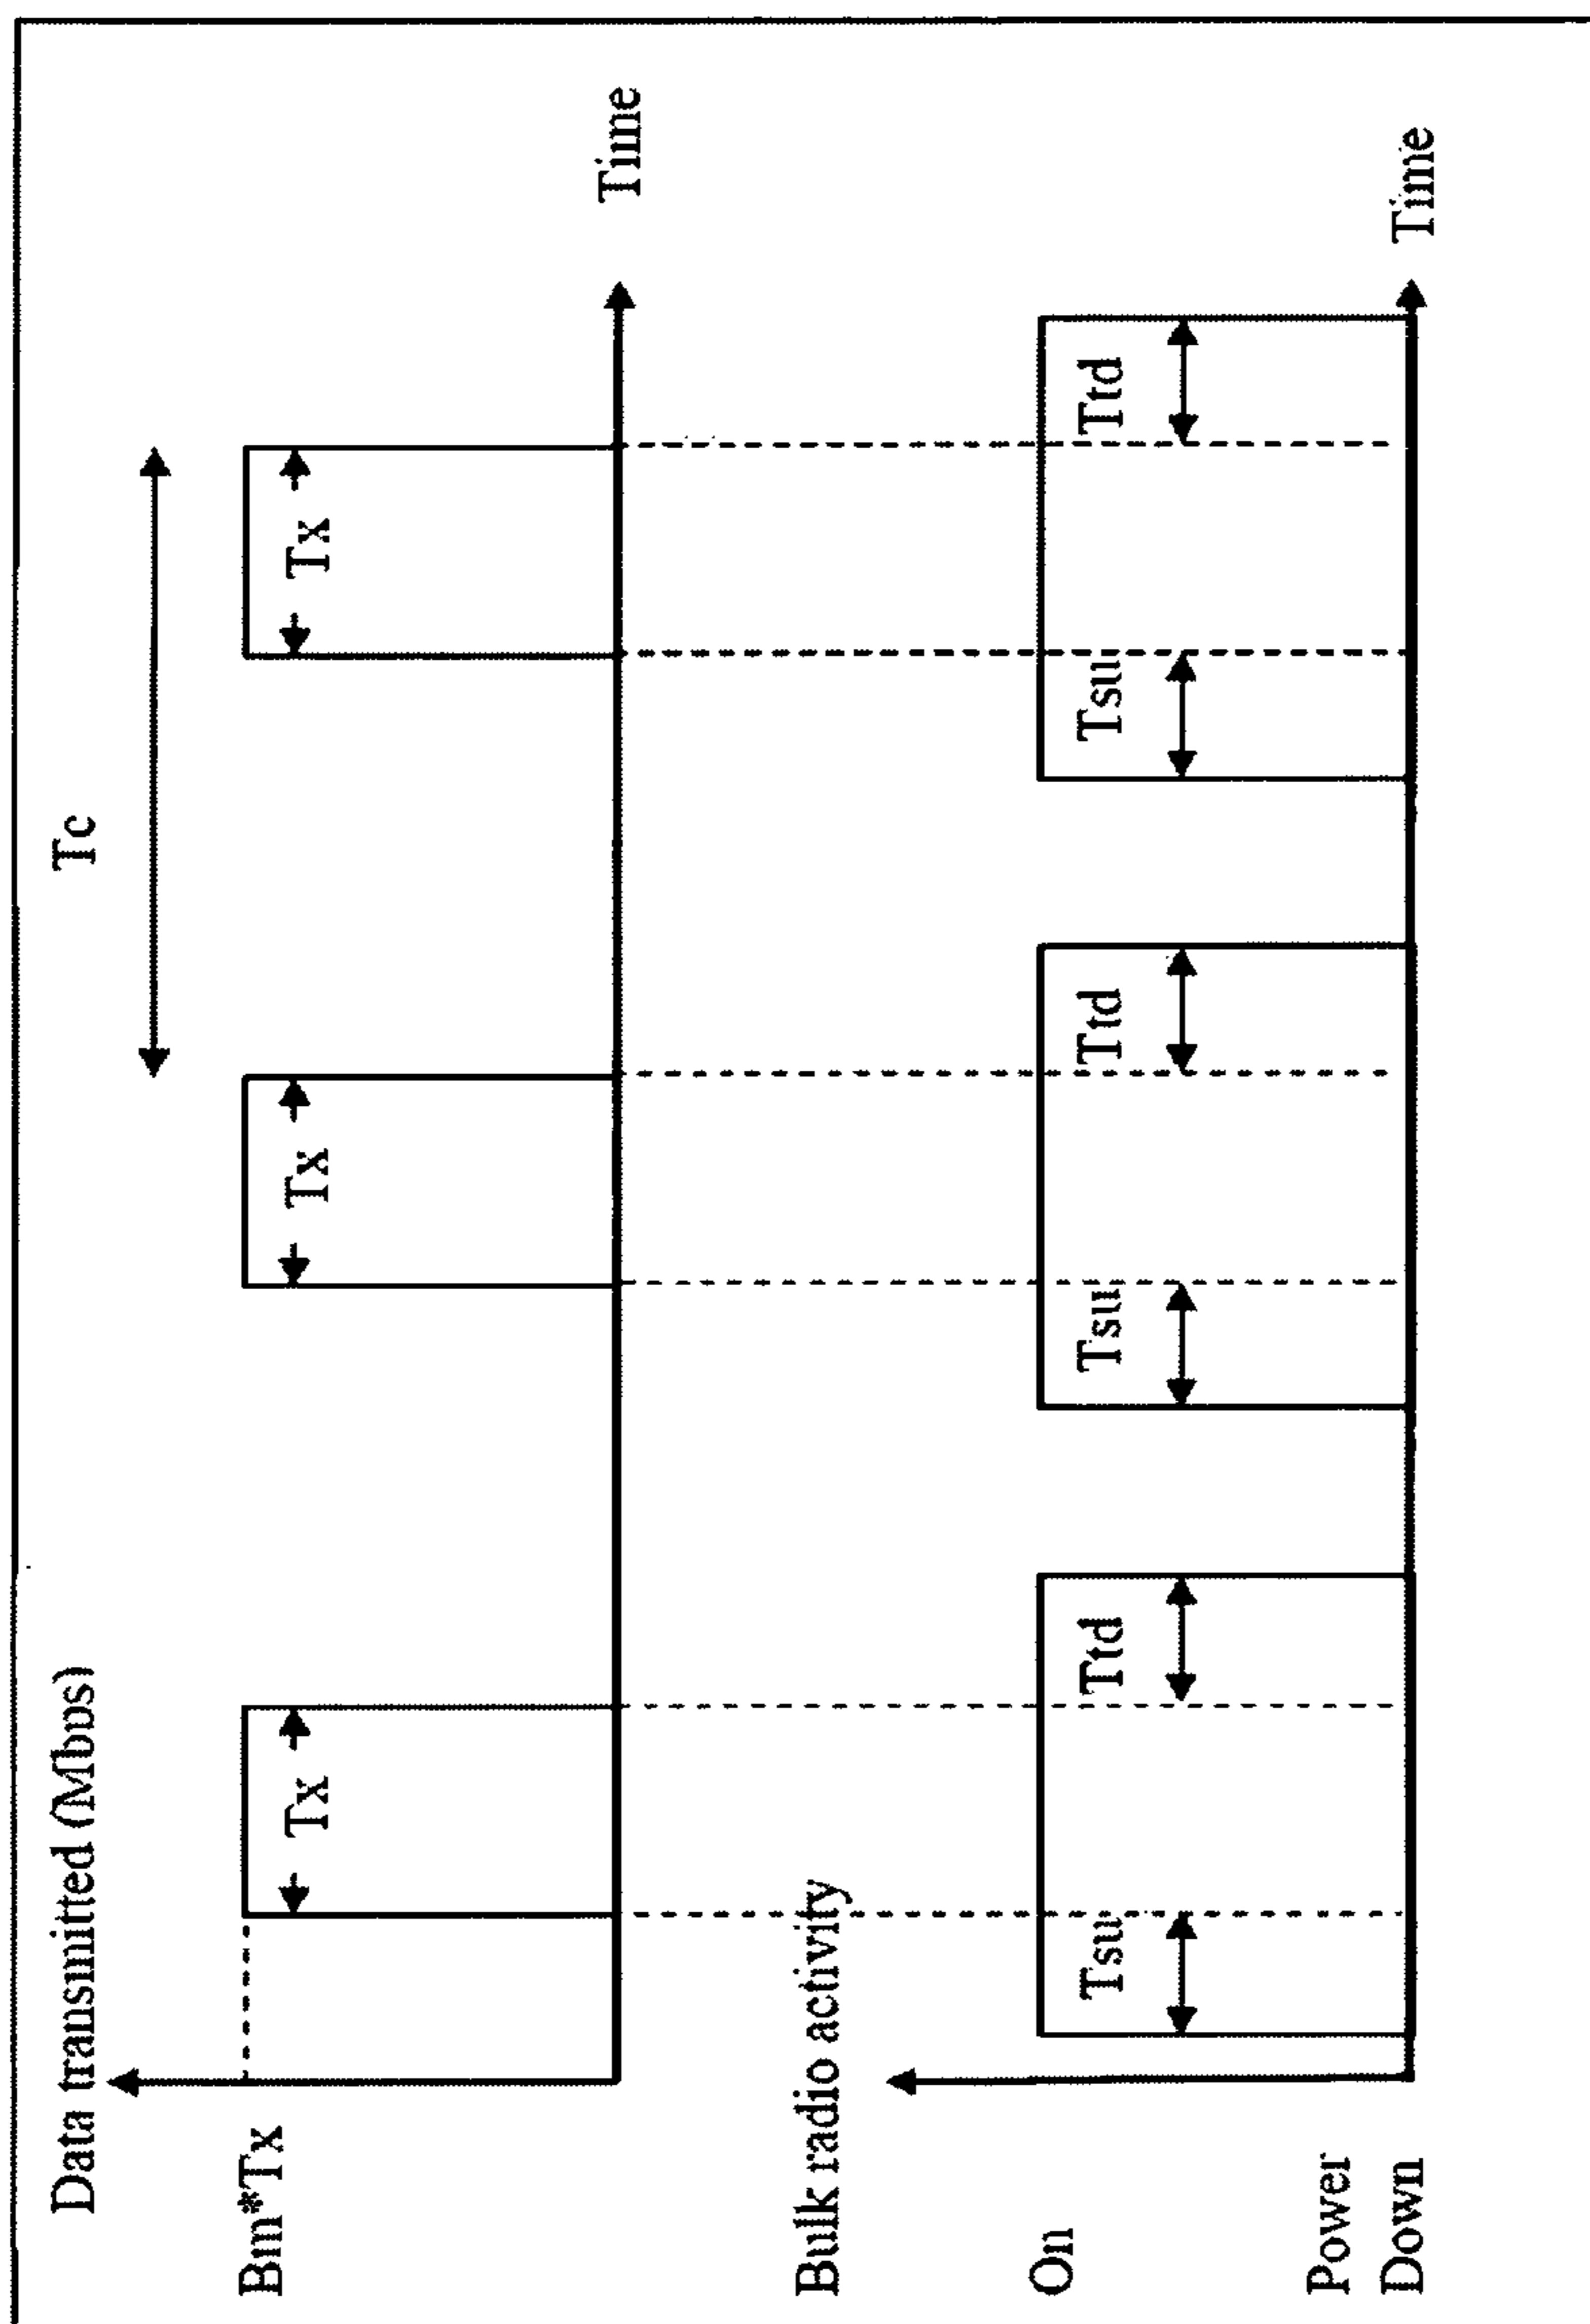 Data transmitted (Mbps)
Tc
Bm*Tx
Tx
Tx
Tx
Time
Bulk radio activity
On
Tsu
Ttd
Tsu
Ttd
Tsu
Ttd
Power
Down
Time